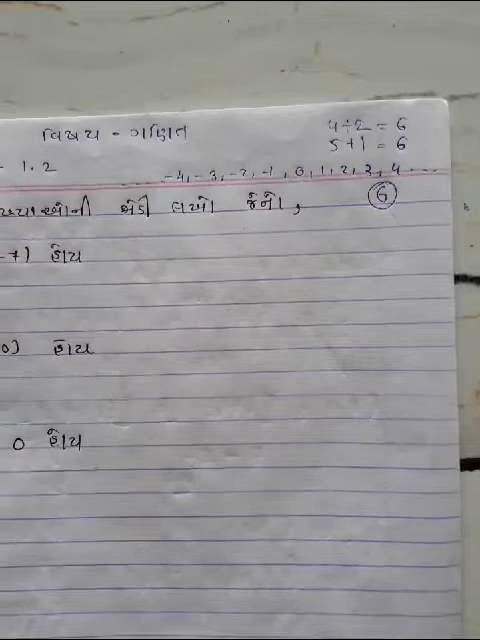 વિષય - ગણિત
4÷2 = 6
5+1 = 6
- 1.2
... -4, -3, -2, -1, 0, 1, 2, 3, 4 ...
જોડી લખો જેનો,
6
-7) હોય
0) હોય
0 હોય